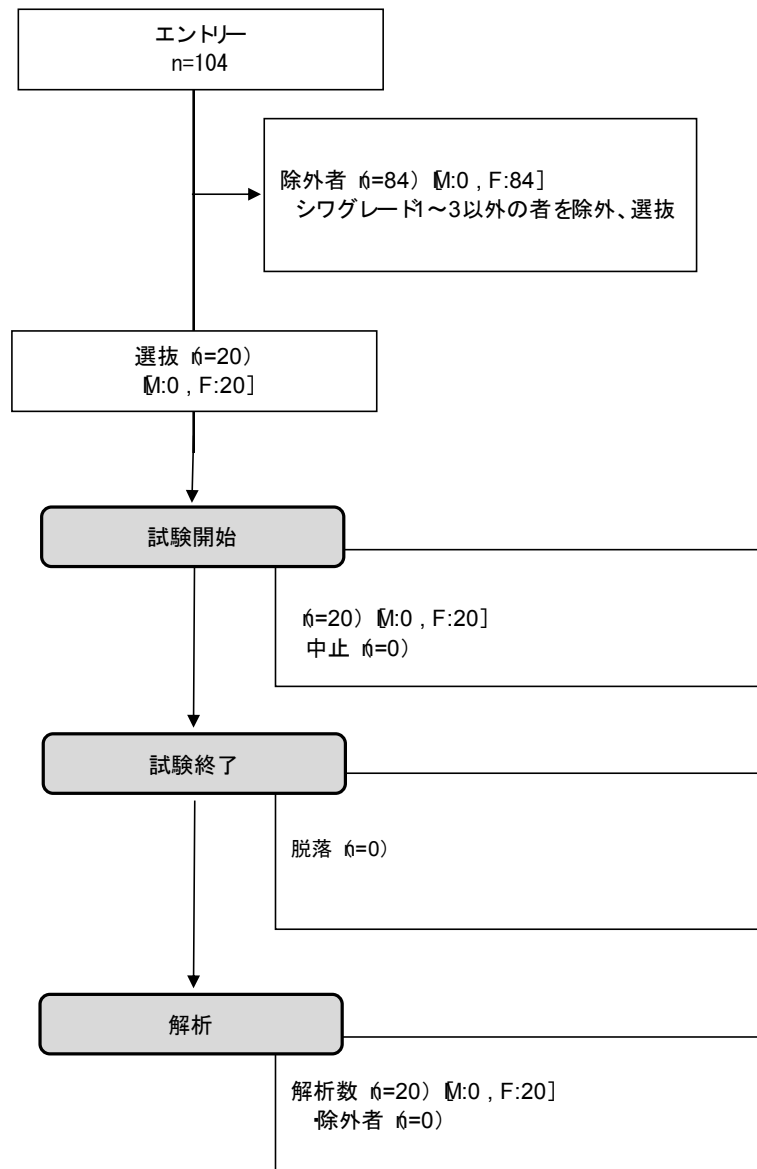 エントリー
n=104
除外者（n=84）［M:0 , F:84］
シワグレード1～3以外の者を除外、選抜
選抜（n=20）
［M:0 , F:20］
試験開始
（n=20）［M:0 , F:20］
中止（n=0）
試験終了
脱落（n=0）
解析
解析数（n=20）［M:0 , F:20］
・除外者（n=0）